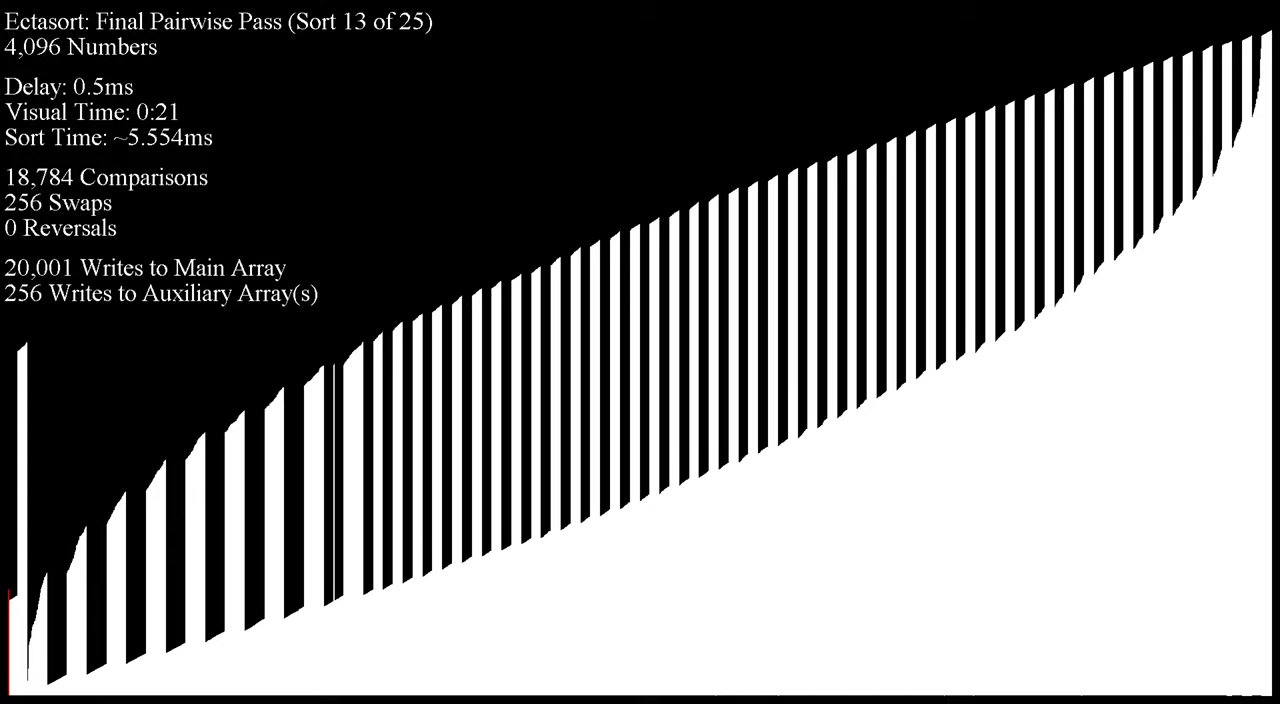 Ectasort: Final Pairwise Pass (Sort 13 of 25)
4,096 Numbers
Delay: 0.5ms
Visual Time: 0:21
Sort Time: ~5.554ms
18,784 Comparisons
256 Swaps
0 Reversals
20,001 Writes to Main Array
256 Writes to Auxiliary Array(s)